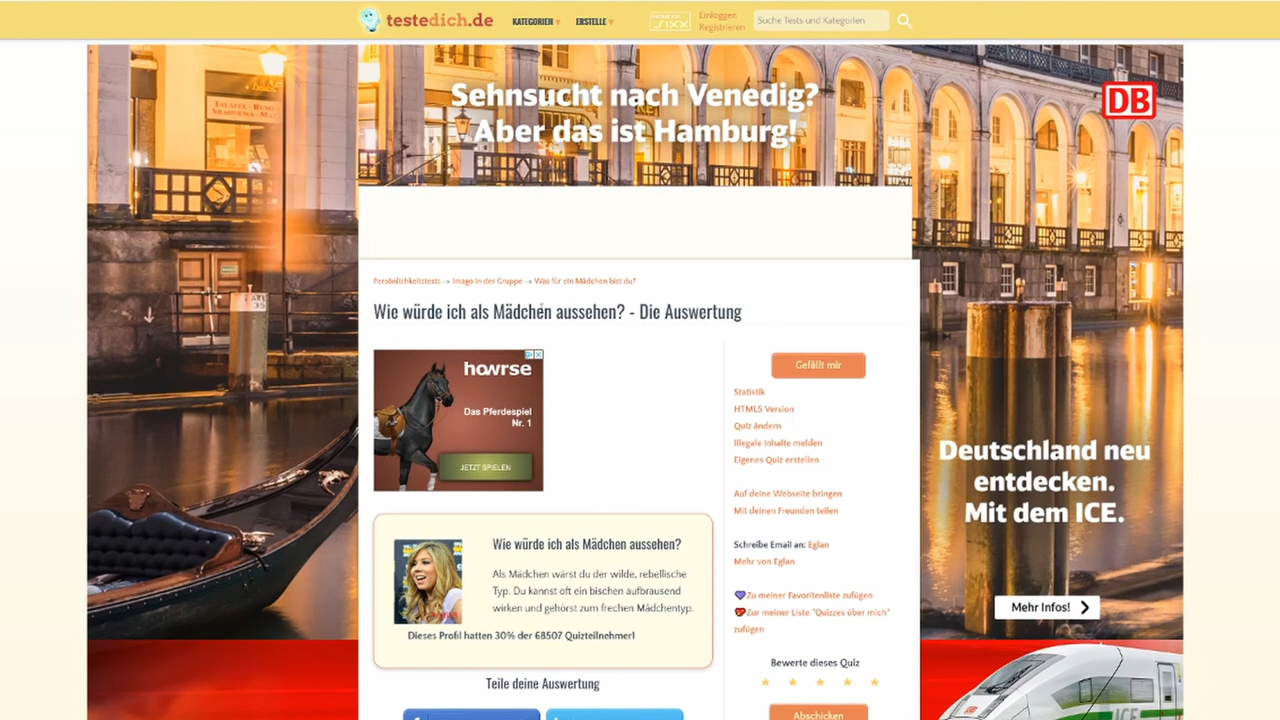 testedich.de
KATEGORIEN
ERSTELLE
sixx
Einloggen
Registrieren
Suche Tests und Kategorien
Sehnsucht nach Venedig?
Aber das ist Hamburg!
DB
Persönlichkeitstests -> Imago in der Gruppe -> Was für ein Mädchen bist du?
Wie würde ich als Mädchen aussehen? - Die Auswertung
howrse
Das Pferdespiel
Nr. 1
JETZT SPIELEN
Gefällt mir
Statistik
HTML5 Version
Quiz ändern
Illegale Inhalte melden
Eigenes Quiz erstellen
Auf deine Webseite bringen
Mit deinen Freunden teilen
Schreibe Email an: Eglan
Mehr von Eglan
Zu meiner Favoritenliste zufügen
Zur meiner Liste "Quizzes über mich"
zufügen
Bewerte dieses Quiz
Abschicken
Wie würde ich als Mädchen aussehen?
Als Mädchen wärst du der wilde, rebellische
Typ. Du kannst oft ein bischen aufbrausend
wirken und gehörst zum frechen Mädchentyp.
Dieses Profil hatten 30% der 68507 Quizteilnehmer!
Teile deine Auswertung
Deutschland neu
entdecken.
Mit dem ICE.
Mehr Infos!
ICE